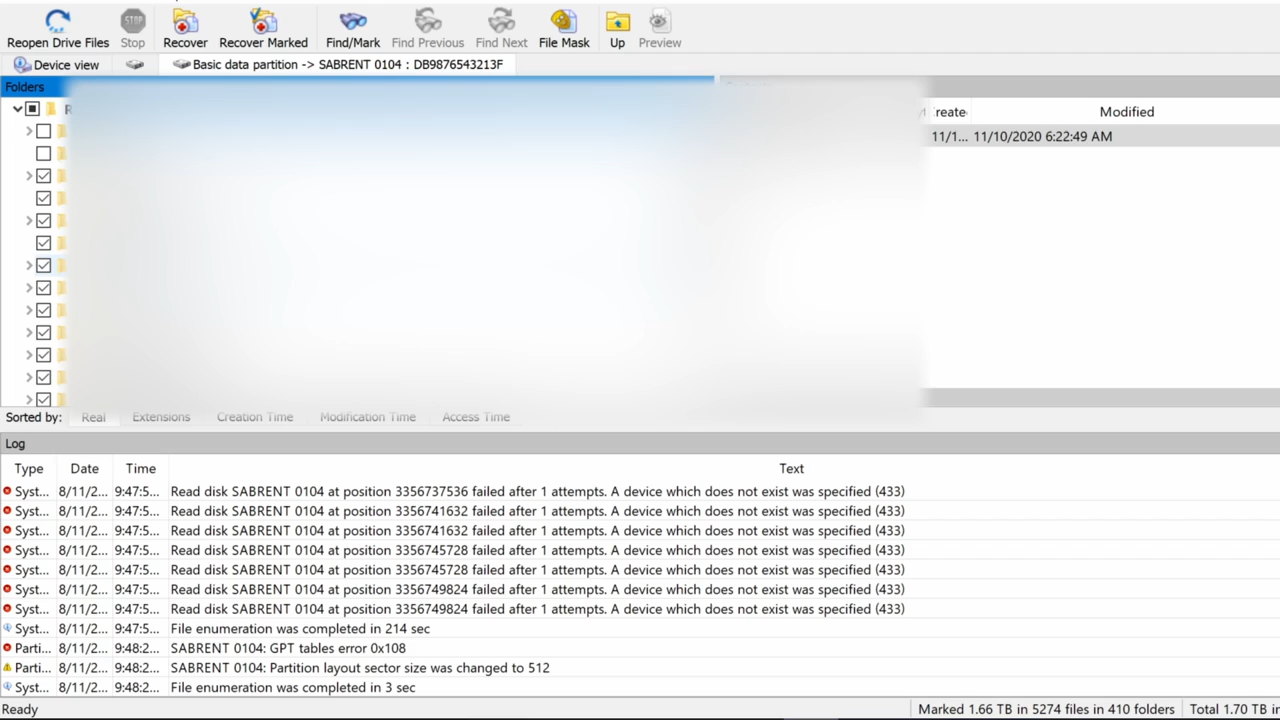 Reopen Drive Files Stop Recover Recover Marked Find/Mark Find Previous Find Next File Mask Up Preview
Device view Basic data partition -> SABRENT 0104 : DB9876543213F
Folders
R
reate Modified
11/1... 11/10/2020 6:22:49 AM
Sorted by: Real Extensions Creation Time Modification Time Access Time
Log
Type Date Time Text
Syst... 8/11/2... 9:47:5... Read disk SABRENT 0104 at position 3356737536 failed after 1 attempts. A device which does not exist was specified (433)
Syst... 8/11/2... 9:47:5... Read disk SABRENT 0104 at position 3356741632 failed after 1 attempts. A device which does not exist was specified (433)
Syst... 8/11/2... 9:47:5... Read disk SABRENT 0104 at position 3356741632 failed after 1 attempts. A device which does not exist was specified (433)
Syst... 8/11/2... 9:47:5... Read disk SABRENT 0104 at position 3356745728 failed after 1 attempts. A device which does not exist was specified (433)
Syst... 8/11/2... 9:47:5... Read disk SABRENT 0104 at position 3356745728 failed after 1 attempts. A device which does not exist was specified (433)
Syst... 8/11/2... 9:47:5... Read disk SABRENT 0104 at position 3356749824 failed after 1 attempts. A device which does not exist was specified (433)
Syst... 8/11/2... 9:47:5... Read disk SABRENT 0104 at position 3356749824 failed after 1 attempts. A device which does not exist was specified (433)
Syst... 8/11/2... 9:47:5... File enumeration was completed in 214 sec
Parti... 8/11/2... 9:48:2... SABRENT 0104: GPT tables error 0x108
Parti... 8/11/2... 9:48:2... SABRENT 0104: Partition layout sector size was changed to 512
Syst... 8/11/2... 9:48:2... File enumeration was completed in 3 sec
Ready Marked 1.66 TB in 5274 files in 410 folders Total 1.70 TB in